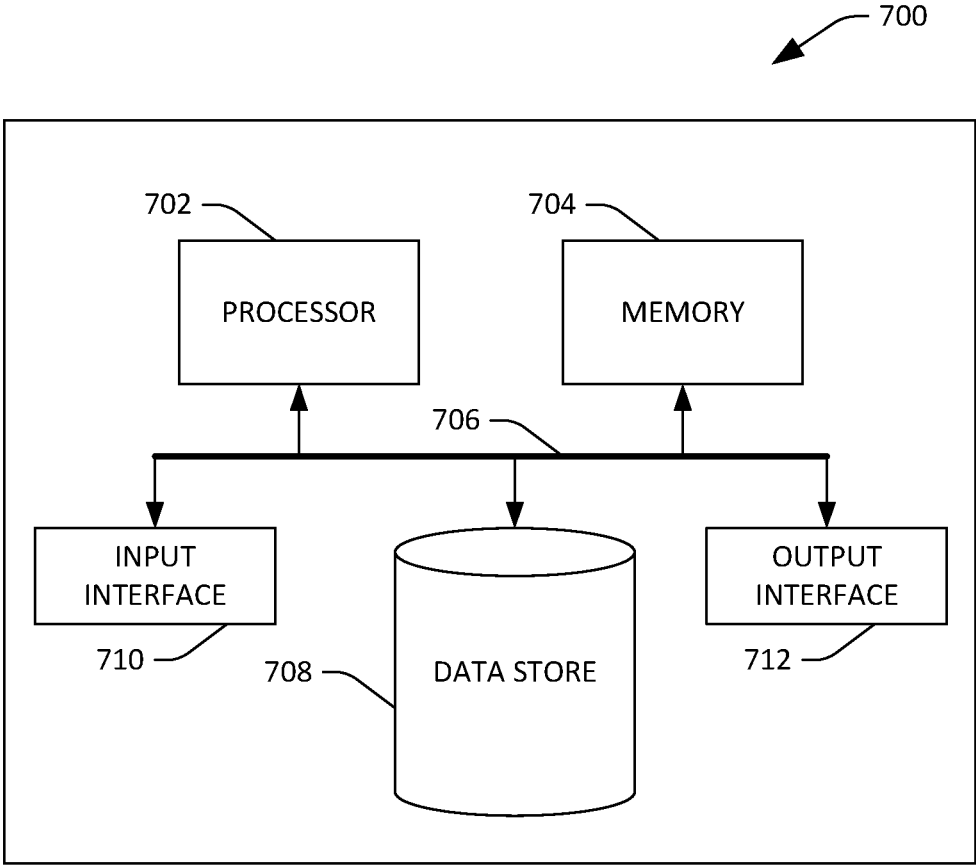 700
702
704
PROCESSOR
MEMORY
706
INPUT
INTERFACE
OUTPUT
INTERFACE
710
708
DATA STORE
712